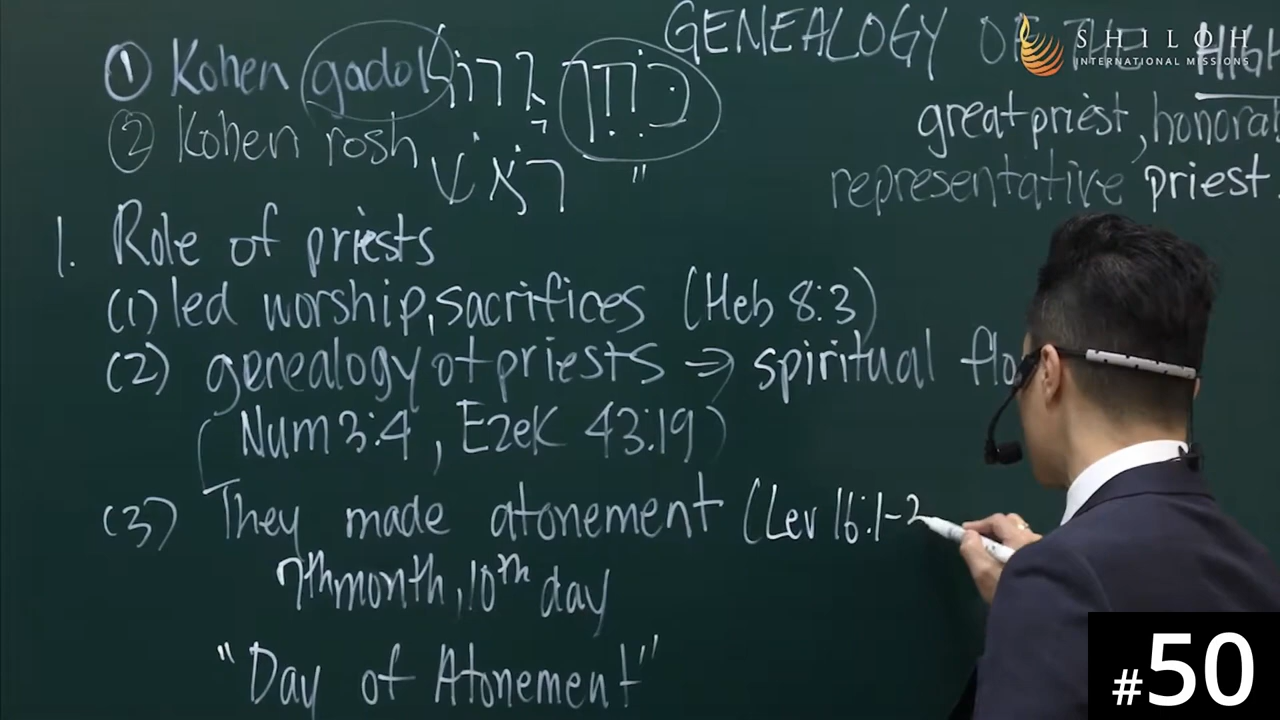 GENEALOGY OF THE HIGH
SHILOH
INTERNATIONAL MISSIONS
① Kohen gadol גדול כהן
great priest, honorab
② Kohen rosh ראש "
representative priest
1. Role of priests
(1) led worship, sacrifices (Heb 8:3)
(2) genealogy of priests ⇒ spiritual flo
(Num 3:4, Ezek 43:19)
(3) They made atonement (Lev 16:1-2
7th month, 10th day
"Day of Atonement"
#50